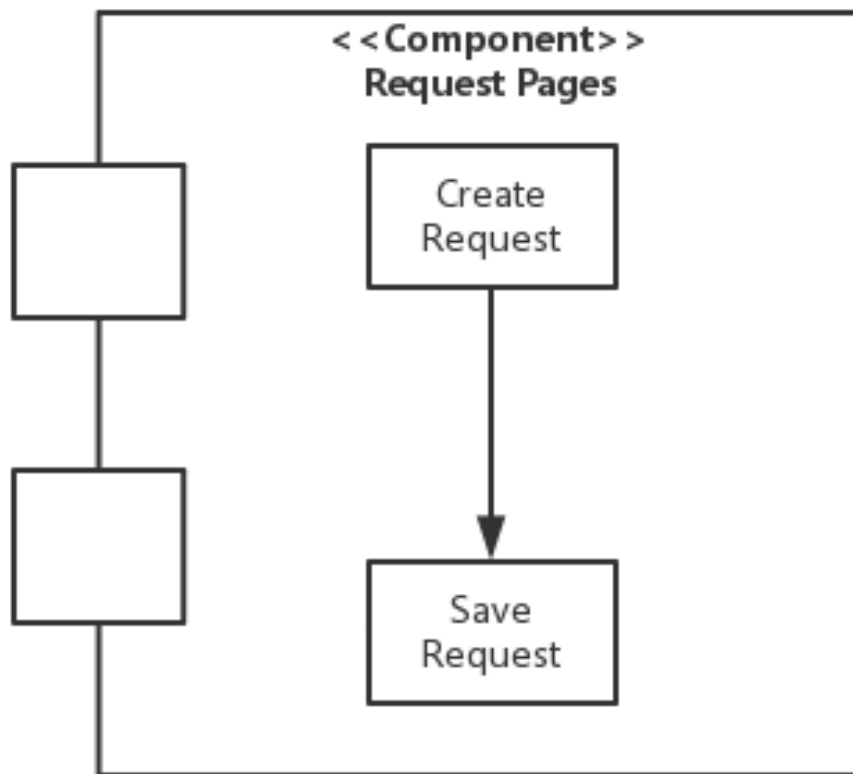 <<Component>>
Request Pages
Create
Request
Save
Request